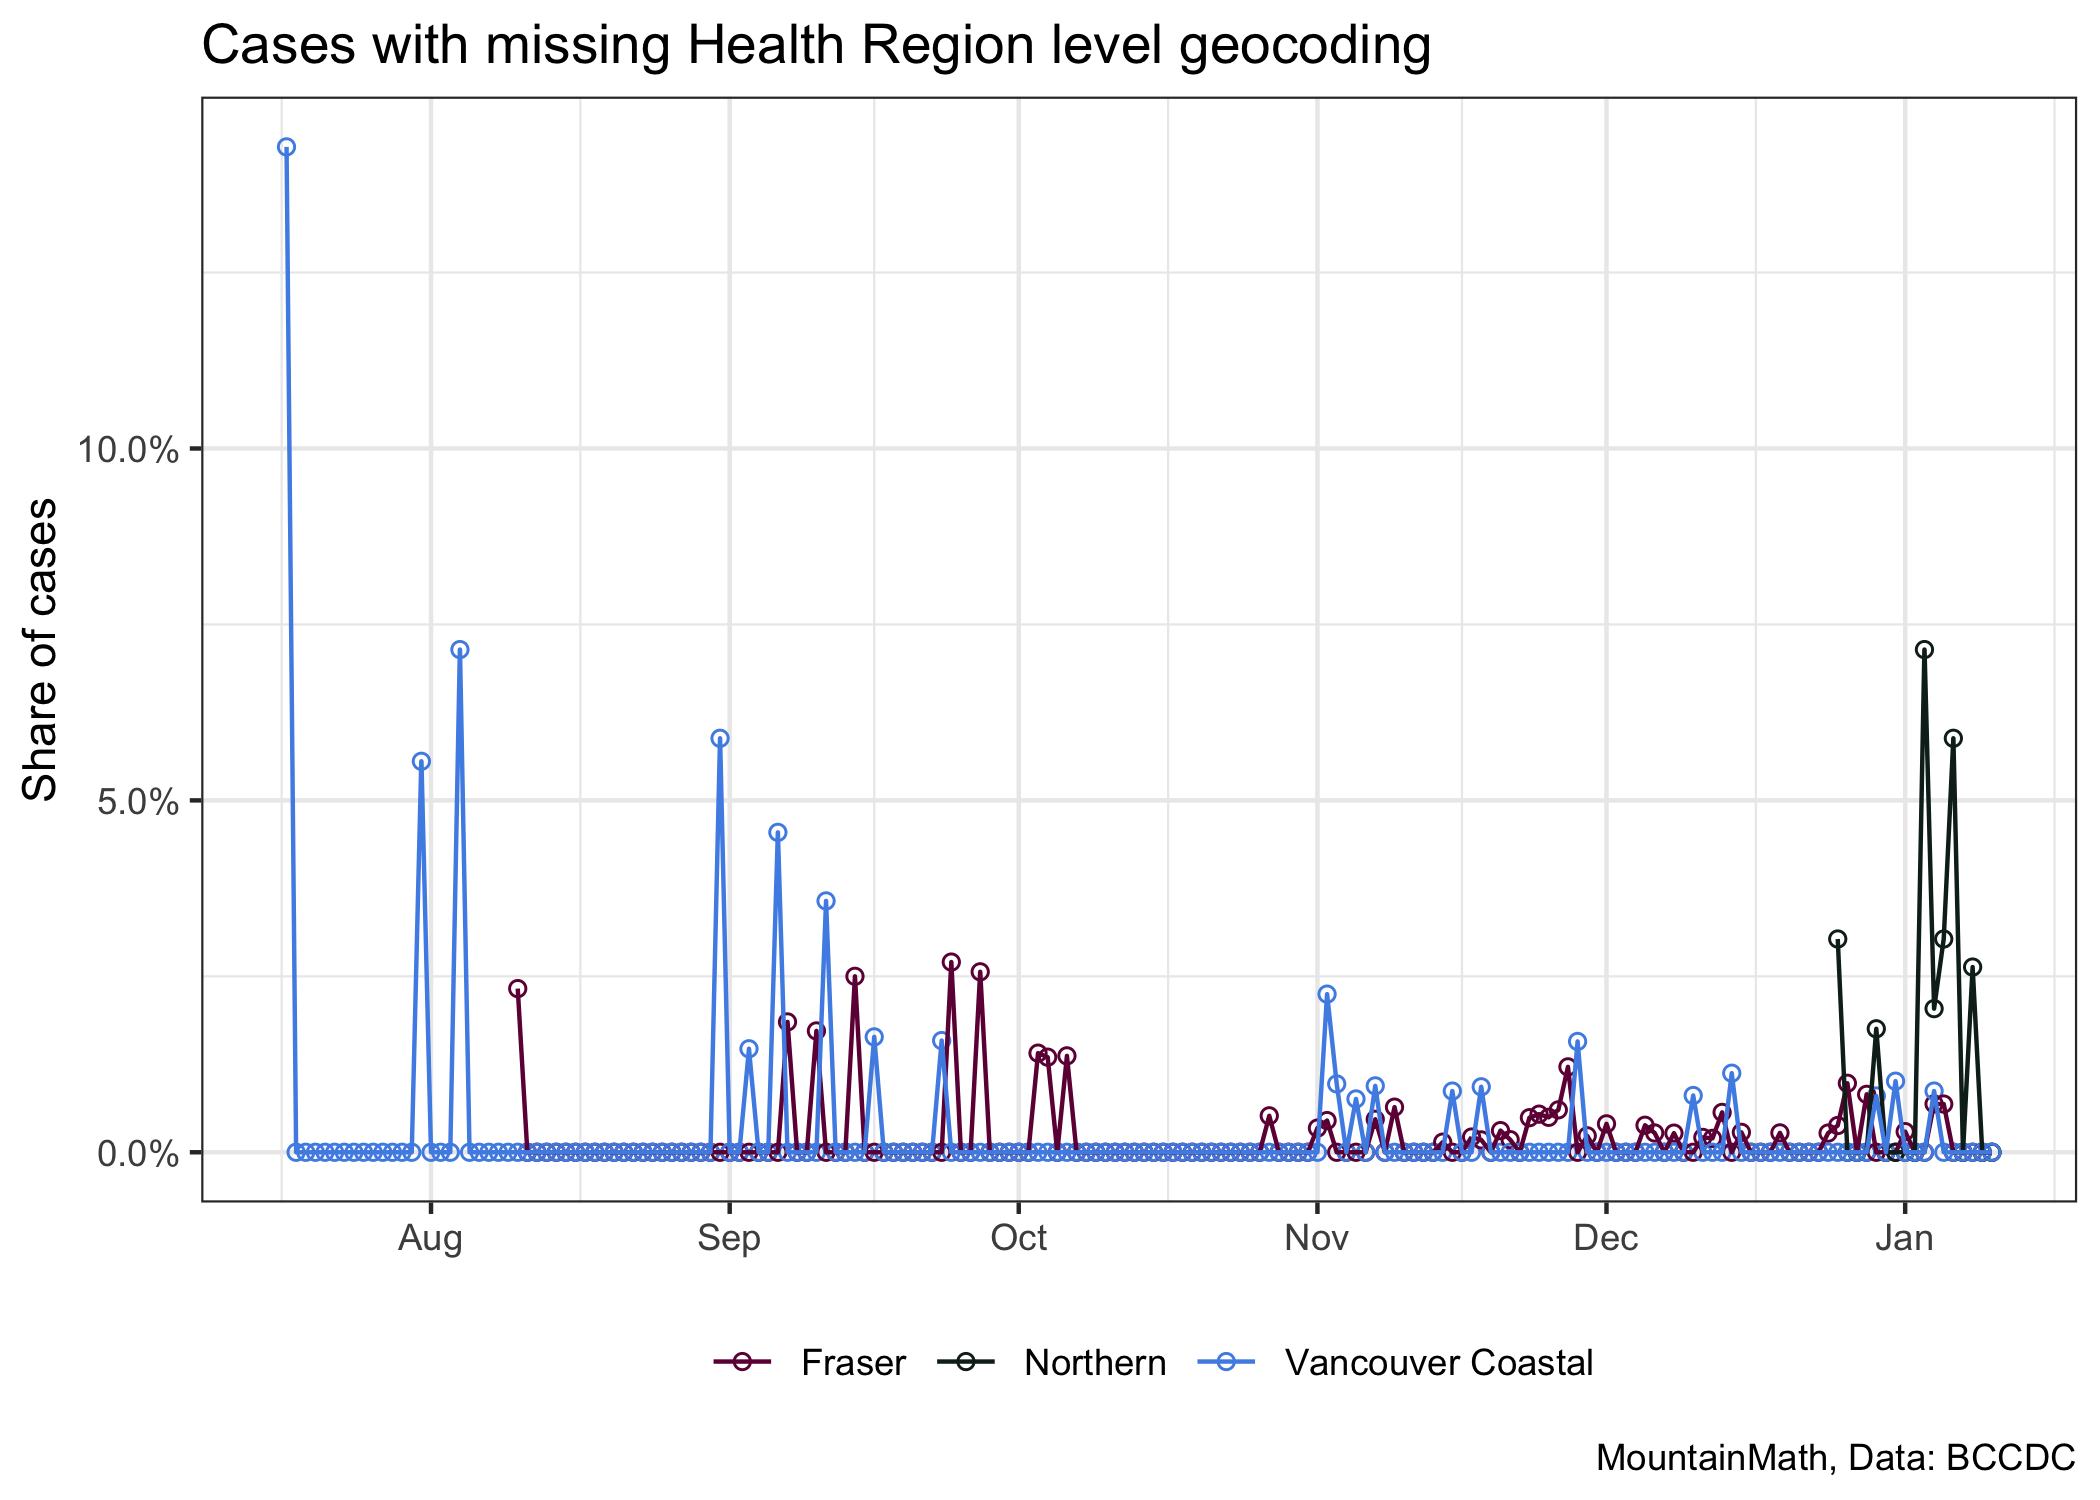 Cases with missing Health Region level geocoding
Share of cases
10.0%
5.0%
0.0%
Aug Sep Oct Nov Dec Jan
Fraser Northern Vancouver Coastal
MountainMath, Data: BCCDC